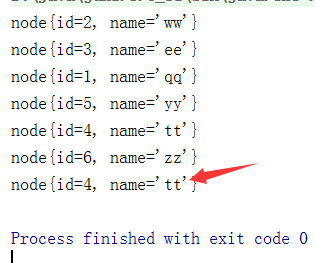 node{id=2, name='ww'}
node{id=3, name='ee'}
node{id=1, name='qq'}
node{id=5, name='yy'}
node{id=4, name='tt'}
node{id=6, name='zz'}
node{id=4, name='tt'}
Process finished with exit code 0